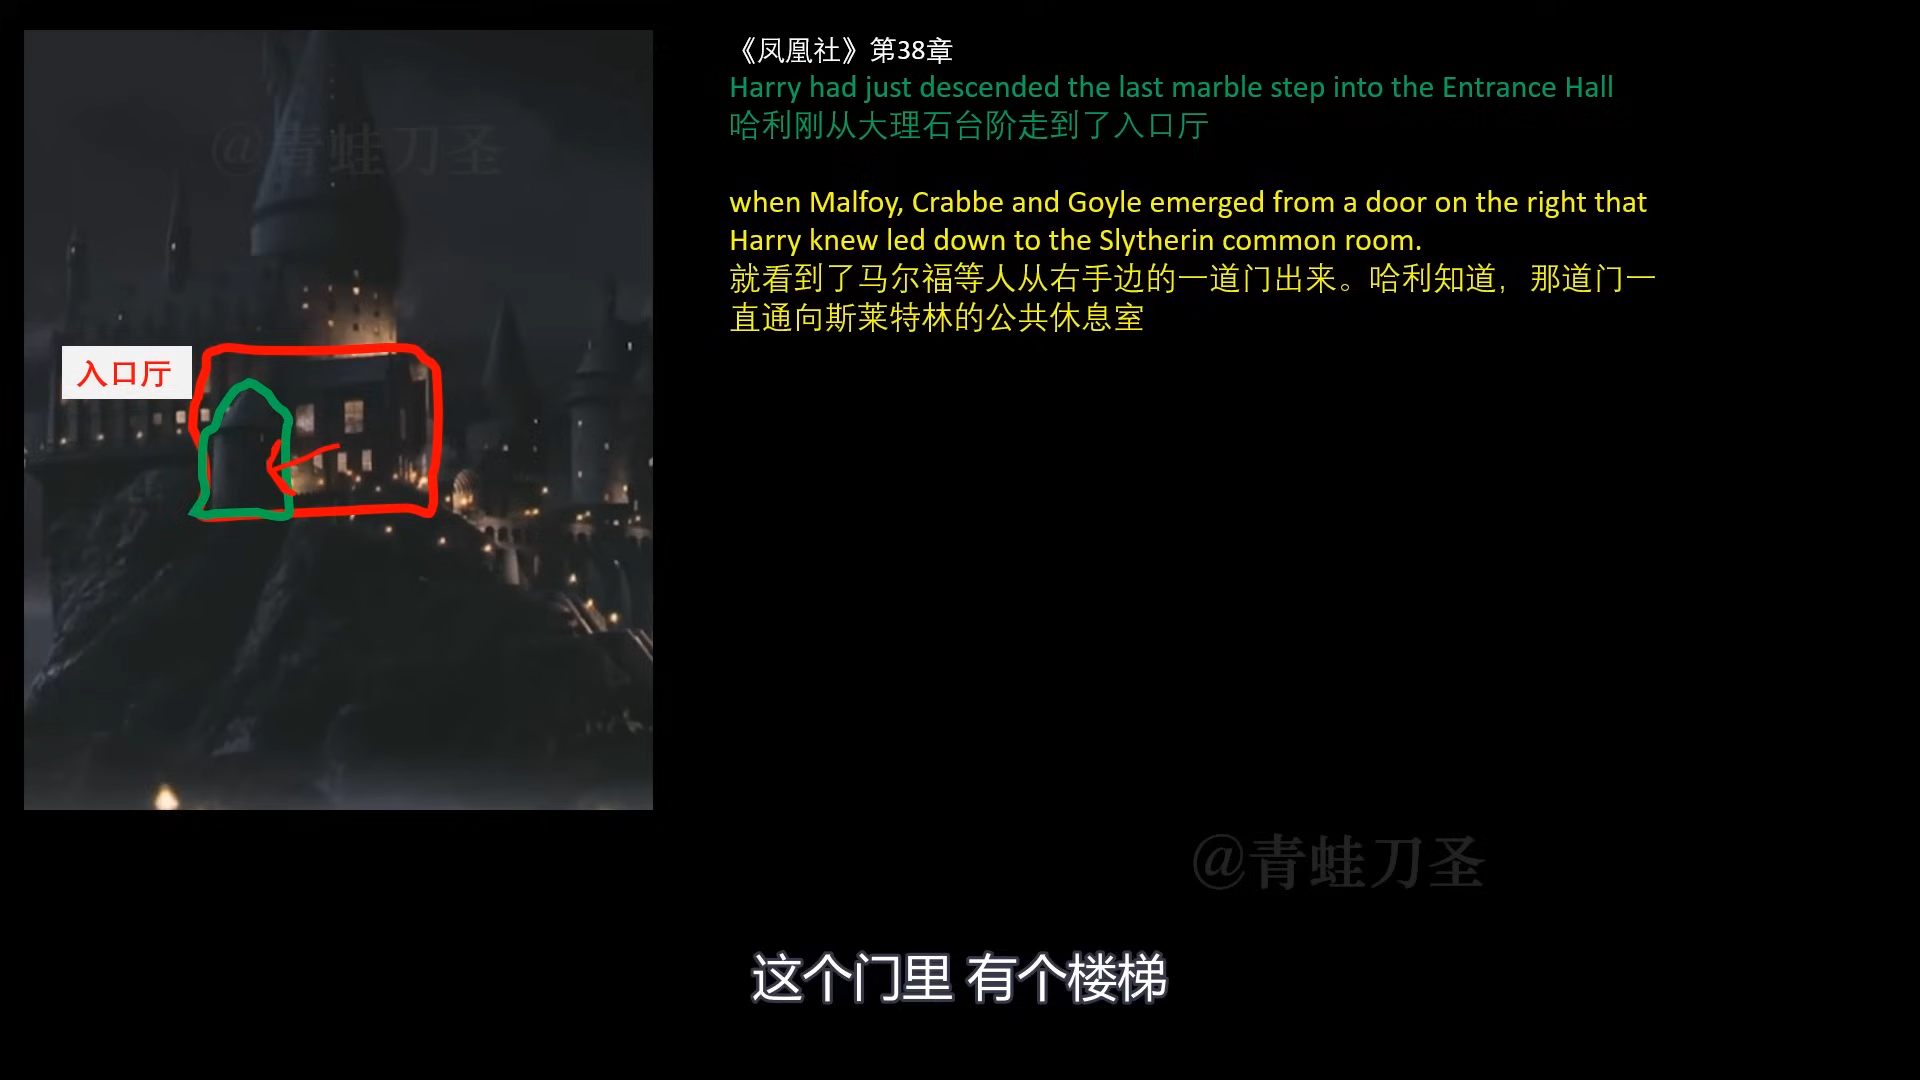 《凤凰社》第38章
Harry had just descended the last marble step into the Entrance Hall
哈利刚从大理石台阶走到了入口厅
when Malfoy, Crabbe and Goyle emerged from a door on the right that
Harry knew led down to the Slytherin common room.
就看到了马尔福等人从右手边的一道门出来。哈利知道，那道门一
直通向斯莱特林的公共休息室
@青蛙刀圣
入口厅
@青蛙刀圣
这个门里 有个楼梯